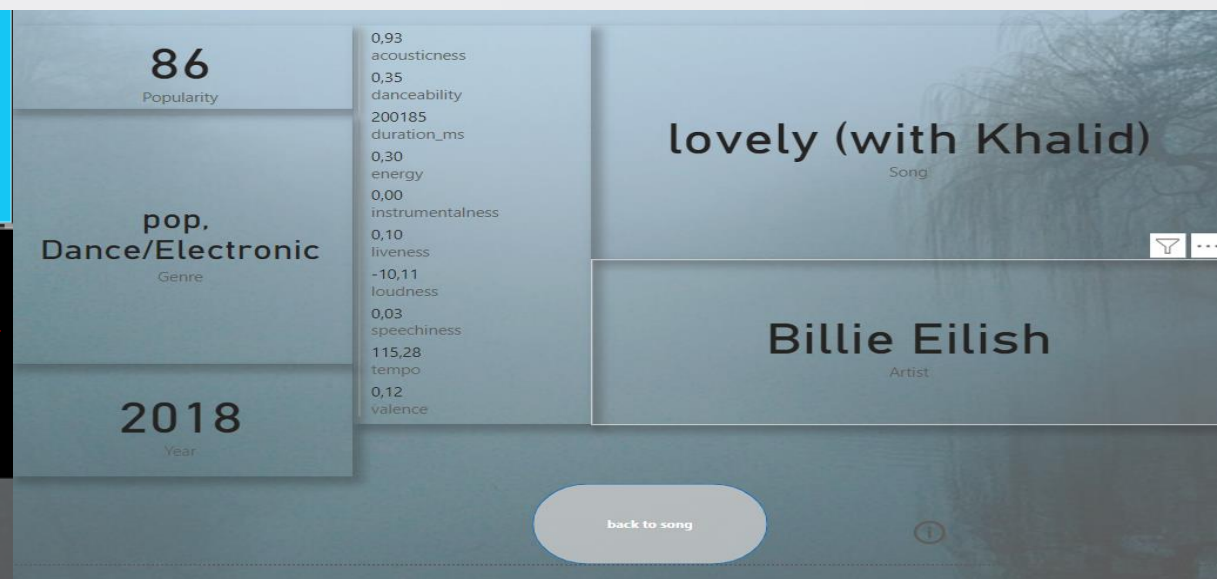 86
Popularity
pop,
Dance/Electronic
Genre
2018
Year
0,93
acousticness
0,35
danceability
200185
duration_ms
0,30
energy
0,00
instrumentalness
0,10
liveness
-10,11
loudness
0,03
speechiness
115,28
tempo
0,12
valence
lovely (with Khalid)
Song
Billie Eilish
Artist
back to song